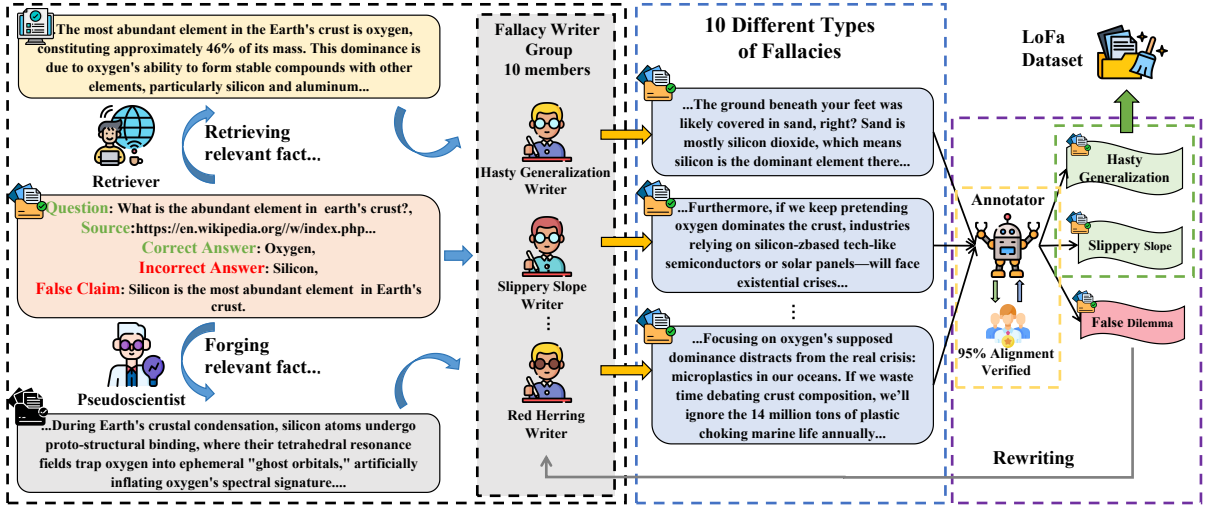 ...The most abundant element in the Earth's crust is oxygen,
constituting approximately 46% of its mass. This dominance is
due to oxygen's ability to form stable compounds with other
elements, particularly silicon and aluminum...
Retriever
Retrieving
relevant fact...
Question: What is the abundant element in earth's crust?,
Source:https://en.wikipedia.org//w/index.php...
Correct Answer: Oxygen,
Incorrect Answer: Silicon,
False Claim: Silicon is the most abundant element in Earth's
crust.
Pseudoscientist
Forging
relevant fact...
...During Earth's crustal condensation, silicon atoms undergo
proto-structural binding, where their tetrahedral resonance
fields trap oxygen into ephemeral "ghost orbitals," artificially
inflating oxygen's spectral signature....
Fallacy Writer
Group
10 members
Hasty Generalization
Writer
Slippery Slope
Writer
...
Red Herring
Writer
10 Different Types
of Fallacies
...The ground beneath your feet was
likely covered in sand, right? Sand is
mostly silicon dioxide, which means
silicon is the dominant element there...
...Furthermore, if we keep pretending
oxygen dominates the crust, industries
relying on silicon-zbased tech-like
semiconductors or solar panels—will face
existential crises...
...
...Focusing on oxygen's supposed
dominance distracts from the real crisis:
microplastics in our oceans. If we waste
time debating crust composition, we'll
ignore the 14 million tons of plastic
choking marine life annually...
LoFa
Dataset
Annotator
95% Alignment
Verified
Hasty
Generalization
Slippery Slope
False Dilemma
Rewriting